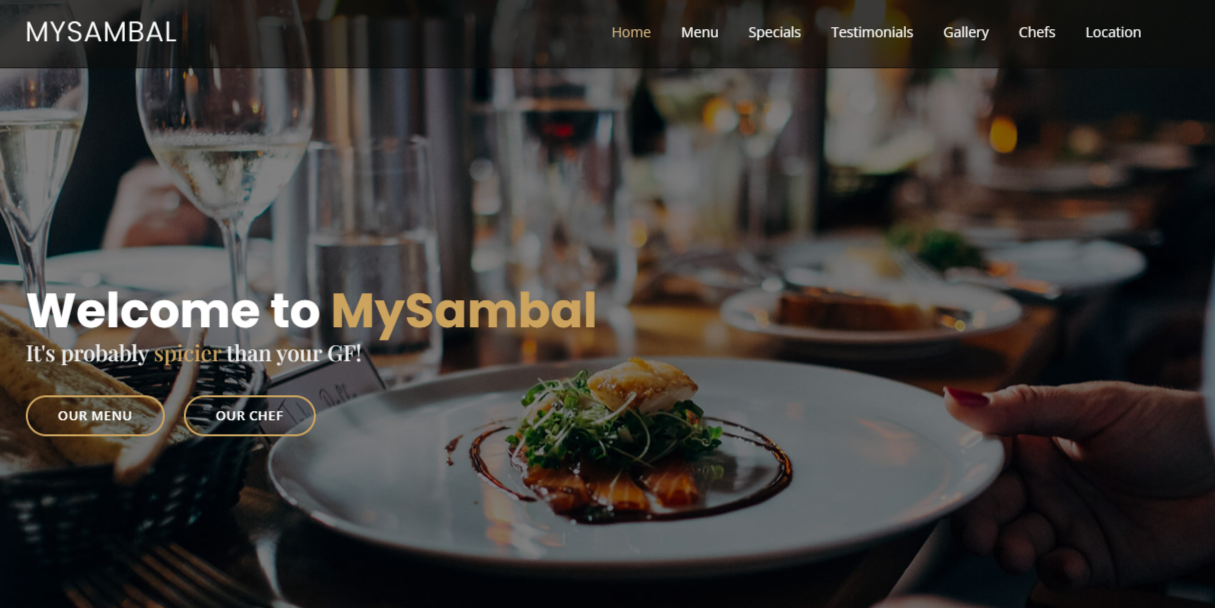 MYSAMBAL
Home Menu Specials Testimonials Gallery Chefs Location
Welcome to MySambal
It's probably spicier than your GF!
OUR MENU OUR CHEF